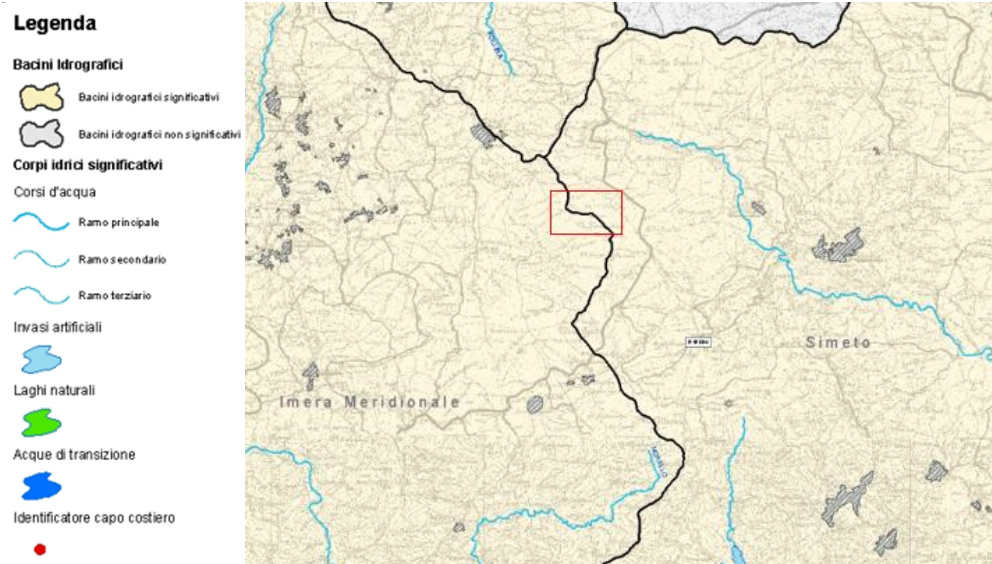 Legenda
Bacini Idrografici
Bacini idrografici significativi
Bacini idrografici non significativi
Corpi idrici significativi
Corsi d'acqua
Ramo principale
Ramo secondario
Ramo terziario
Invasi artificiali
Laghi naturali
Acque di transizione
Identificatore capo costiero
Simeto
Imera Meridionale
MORELLO